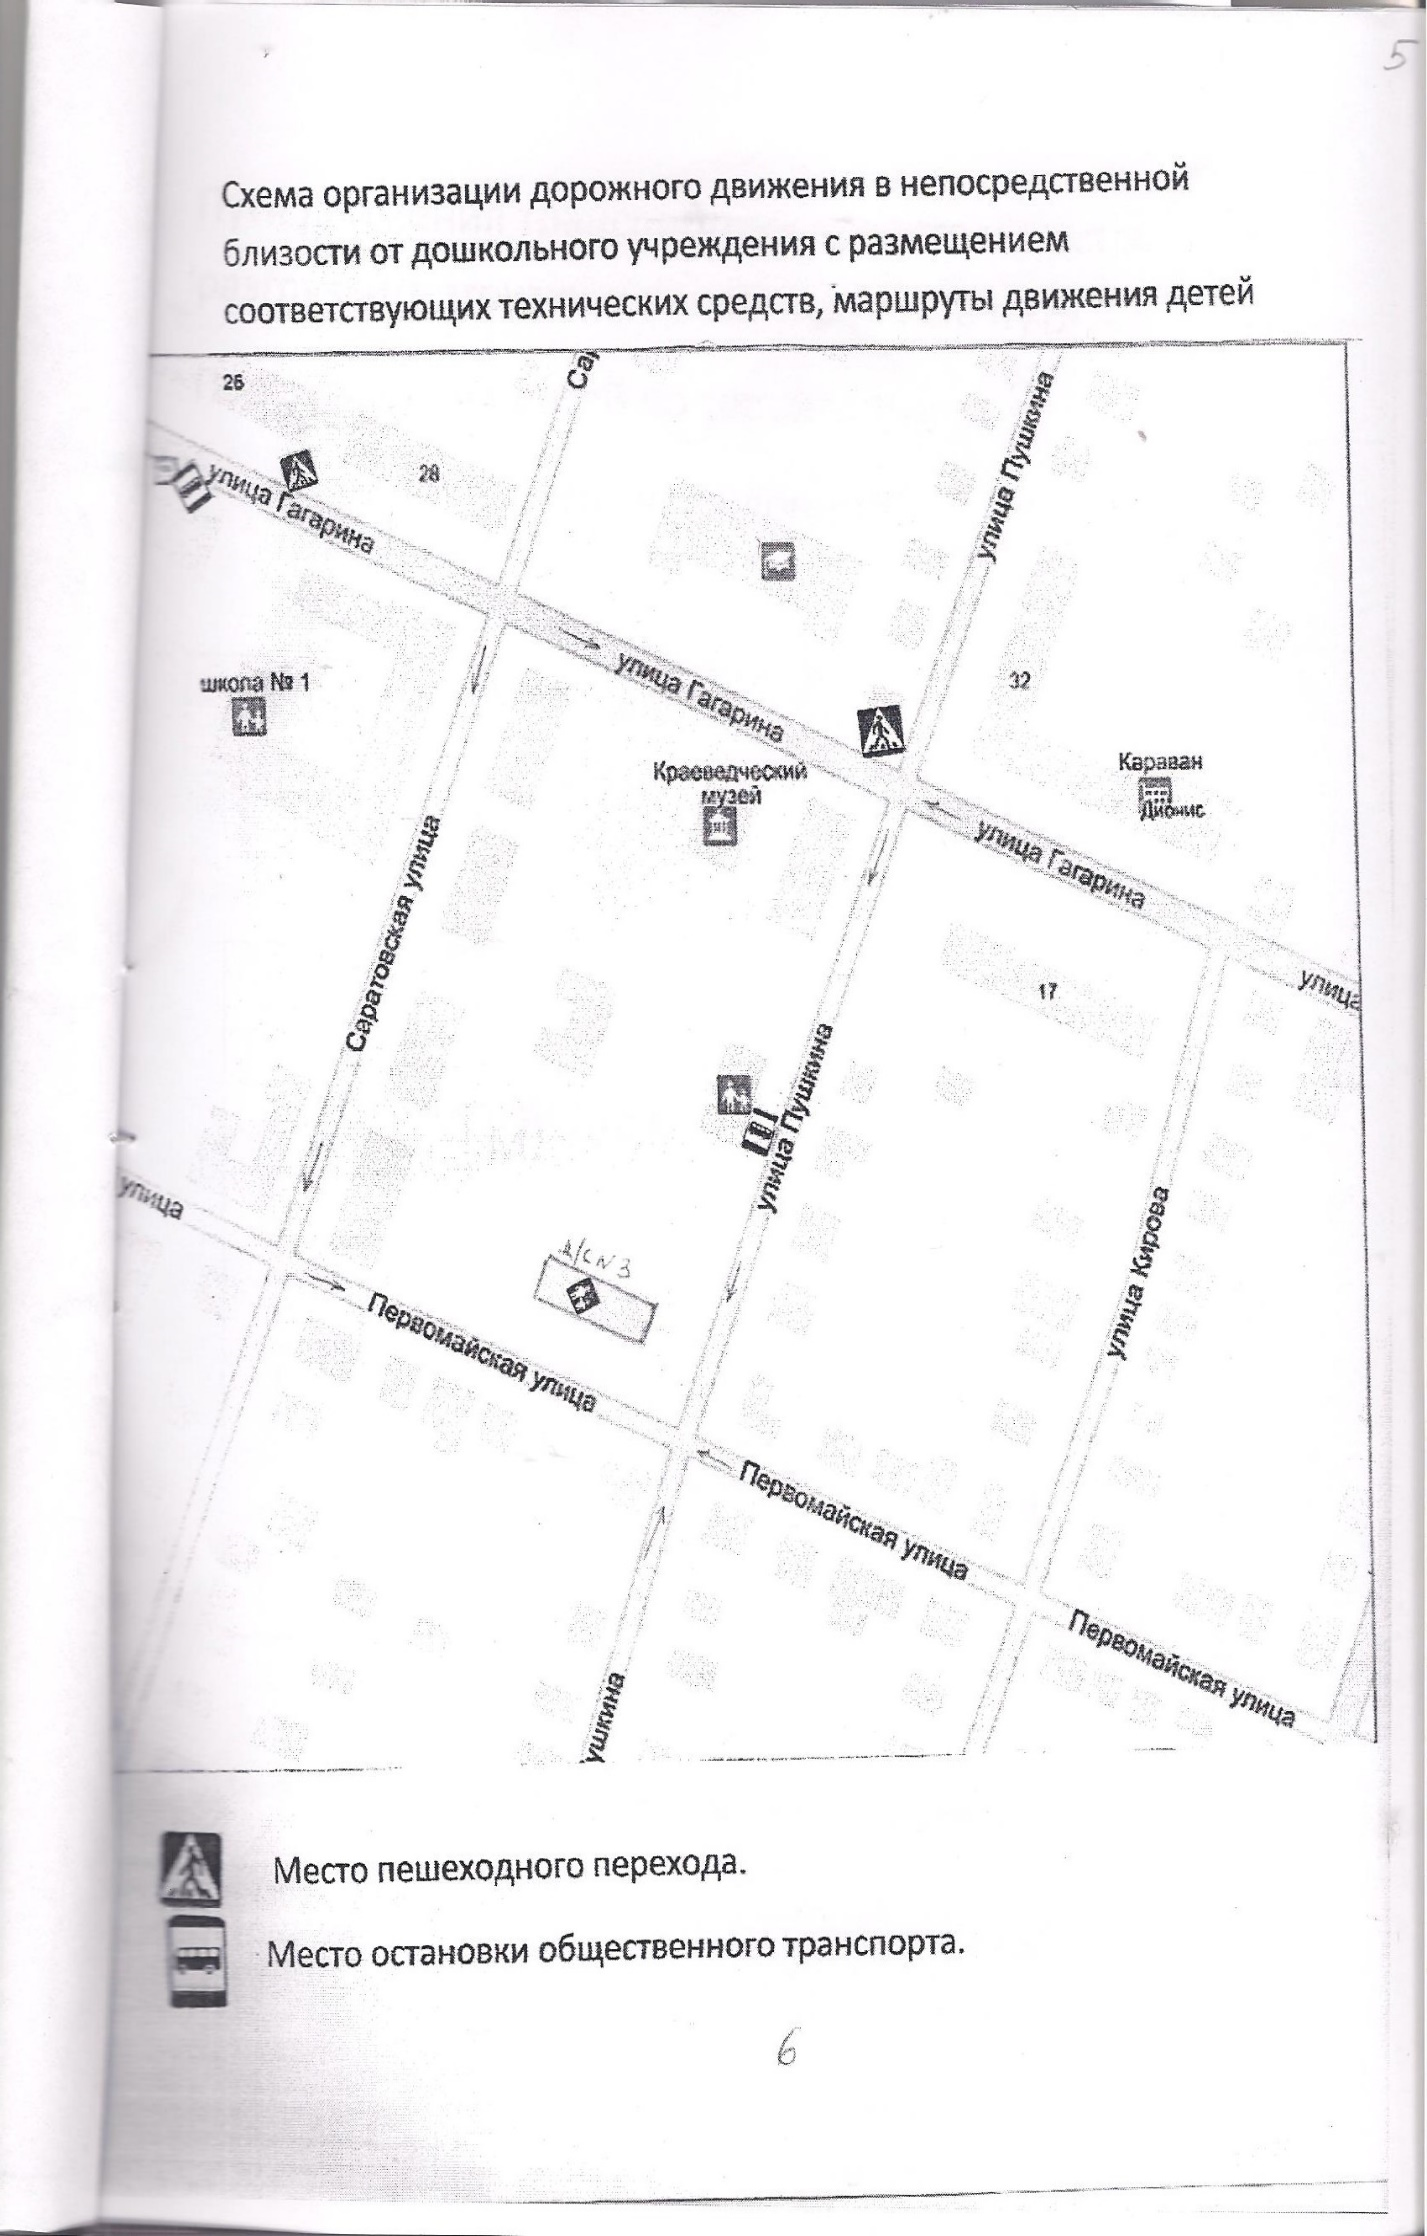 5
Схема организации дорожного движения в непосредственной
близости от дошкольного учреждения с размещением
соответствующих технических средств, маршруты движения детей
26
Сар
улица Пушкина
28
улица Гагарина
школа № 1
улица Гагарина
32
Краеведческий
музей
Караван
Дионис
улица Гагарина
улица
Саратовская улица
17
улица Пушкина
улица
улица Кирова
Д/С N 3
Первомайская улица
Первомайская улица
Первомайская улица
ушкина
Место пешеходного перехода.
Место остановки общественного транспорта.
6